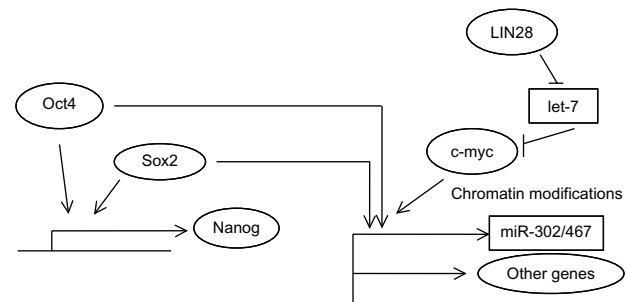 LIN28
Oct4
let-7
c-myc
Sox2
Chromatin modifications
Nanog
miR-302/467
Other genes